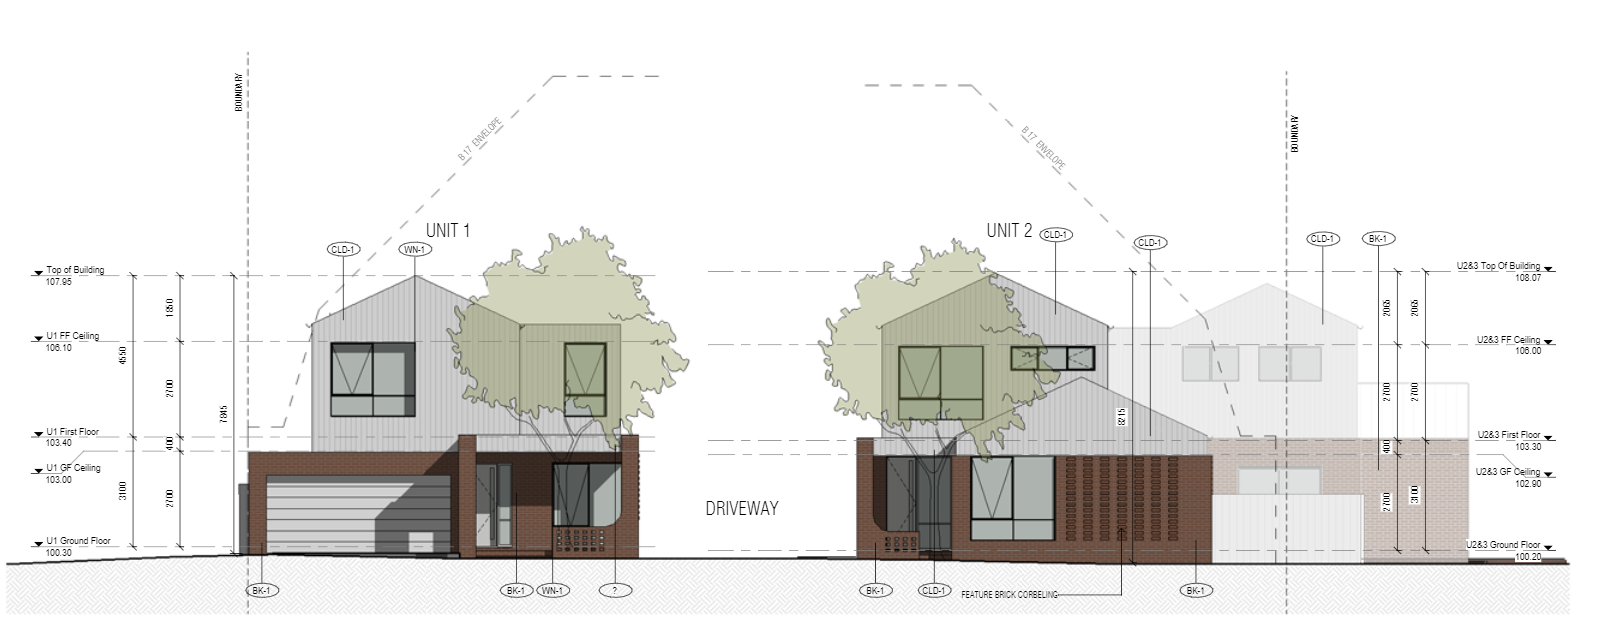 BOUNDARY
B17 ENVELOPE
B17 ENVELOPE
BOUNDARY
UNIT 1
UNIT 2
CLD-1
WN-1
CLD-1
CLD-1
CLD-1
BK-1
Top of Building
107.95
U1 FF Ceiling
106.10
U1 First Floor
103.40
U1 GF Ceiling
103.00
U1 Ground Floor
100.30
4550
3100
1850
2700
400
2700
7845
DRIVEWAY
8215
2065
2700
400
2700
2065
2700
3100
U2&3 Top Of Building
108.07
U2&3 FF Ceiling
106.00
U2&3 First Floor
103.30
U2&3 GF Ceiling
102.90
U2&3 Ground Floor
100.20
BK-1
BK-1
WN-1
?
BK-1
CLD-1
FEATURE BRICK CORBELING
BK-1